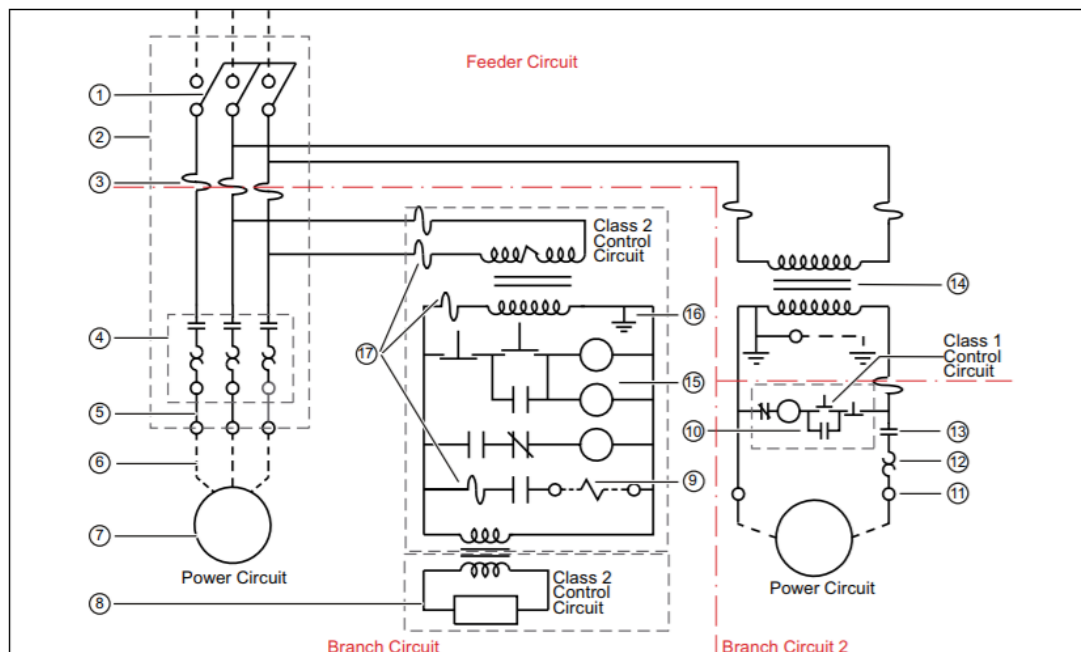 Feeder Circuit
1
2
3
Class 2
Control
Circuit
14
16
4
17
Class 1
Control
Circuit
15
5
10
13
6
12
9
11
7
Power Circuit
Power Circuit
8
Class 2
Control
Circuit
Branch Circuit
Branch Circuit 2